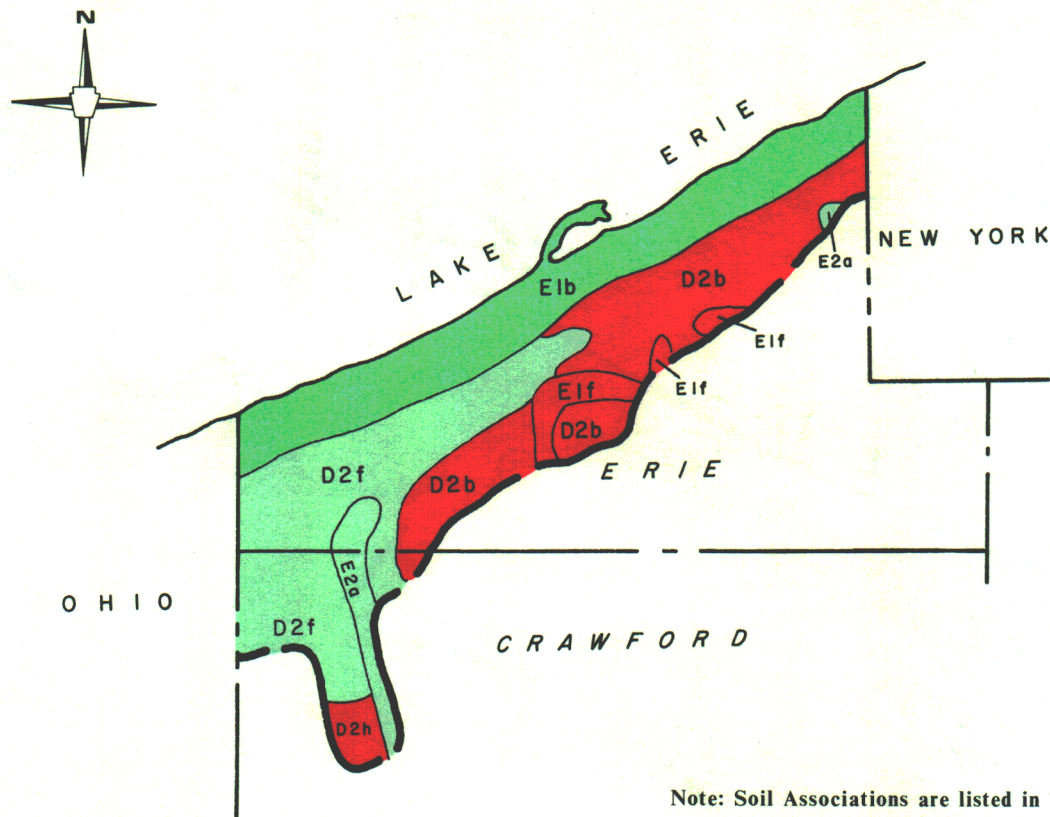 N
LAKE ERIE
NEW YORK
E2a
E1b
D2b
E1f
E1f
E1f
D2b
D2f
D2b
ERIE
E2a
OHIO
D2f
CRAWFORD
D2h
Note: Soil Associations are listed in